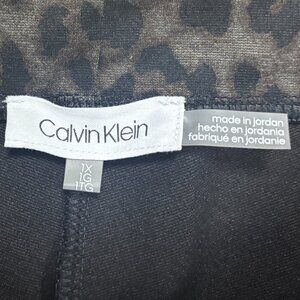 Calvin Klein
made in jordan
hecho en jordania
fabriqué en jordanie
1X
1G
1TG